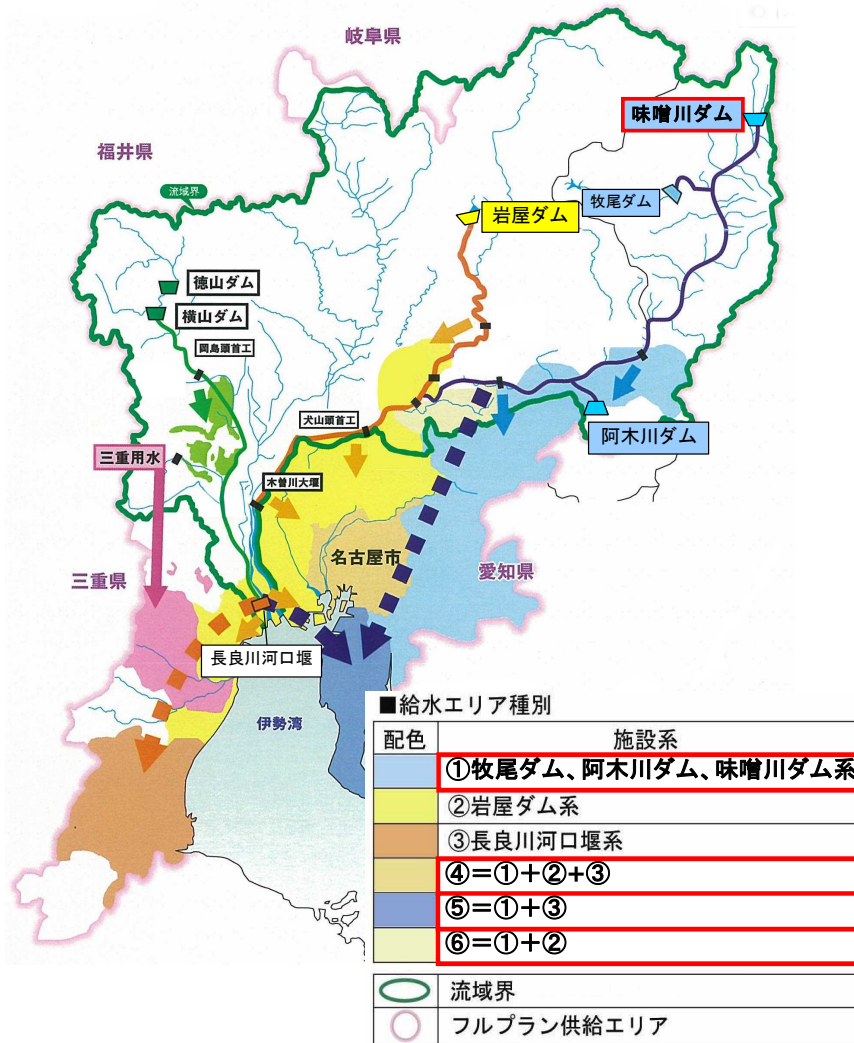 岐阜県
味噌川ダム
福井県
流域界
牧尾ダム
岩屋ダム
徳山ダム
横山ダム
岡島頭首工
犬山頭首工
阿木川ダム
三重用水
木曽川大堰
名古屋市
愛知県
三重県
長良川河口堰
伊勢湾
■給水エリア種別
配色 施設系
①牧尾ダム、阿木川ダム、味噌川ダム系
②岩屋ダム系
③長良川河口堰系
④=①+②+③
⑤=①+③
⑥=①+②
流域界
フルプラン供給エリア